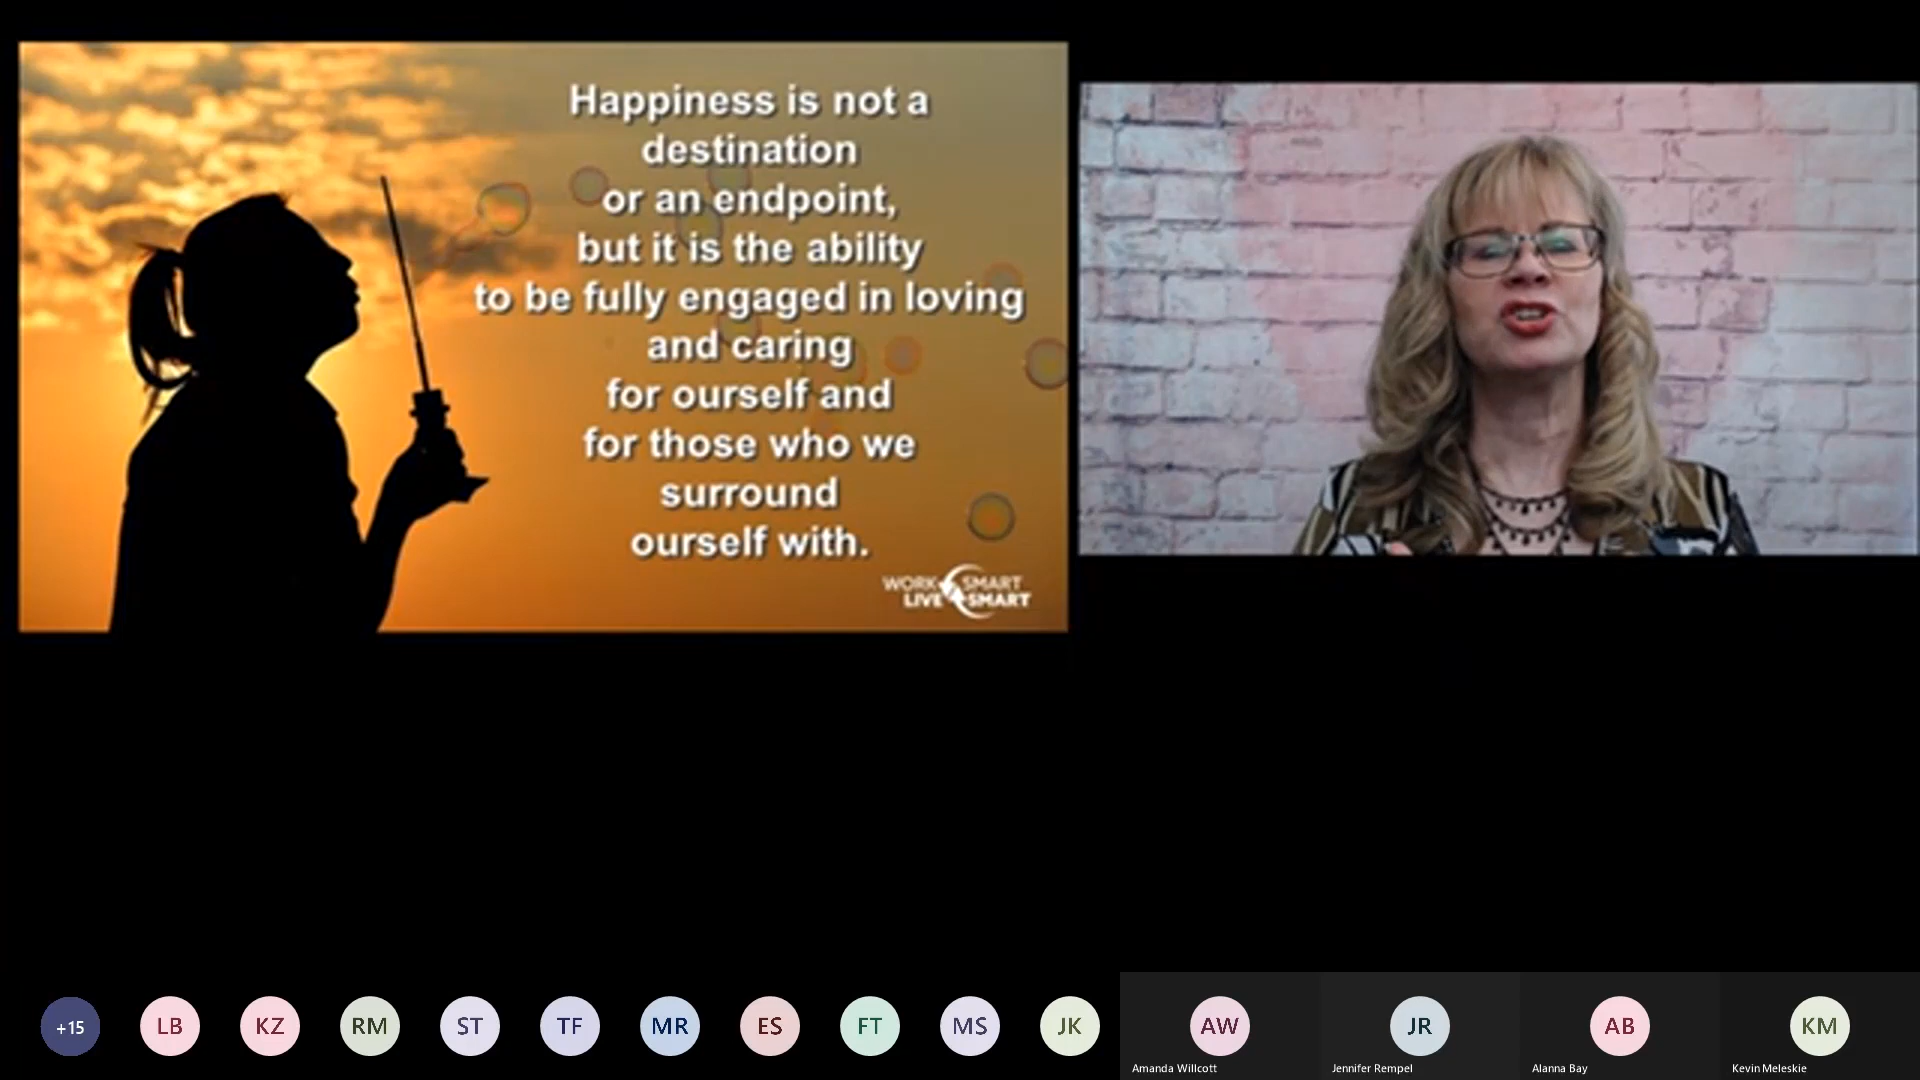 Happiness is not a
destination
or an endpoint,
but it is the ability
to be fully engaged in loving
and caring
for ourself and
for those who we
surround
ourself with.
WORK SMART
LIVE SMART
+15
LB
KZ
RM
ST
TF
MR
ES
FT
MS
JK
AW
JR
AB
KM
Amanda Willcott
Jennifer Rempel
Alanna Bay
Kevin Meleskie